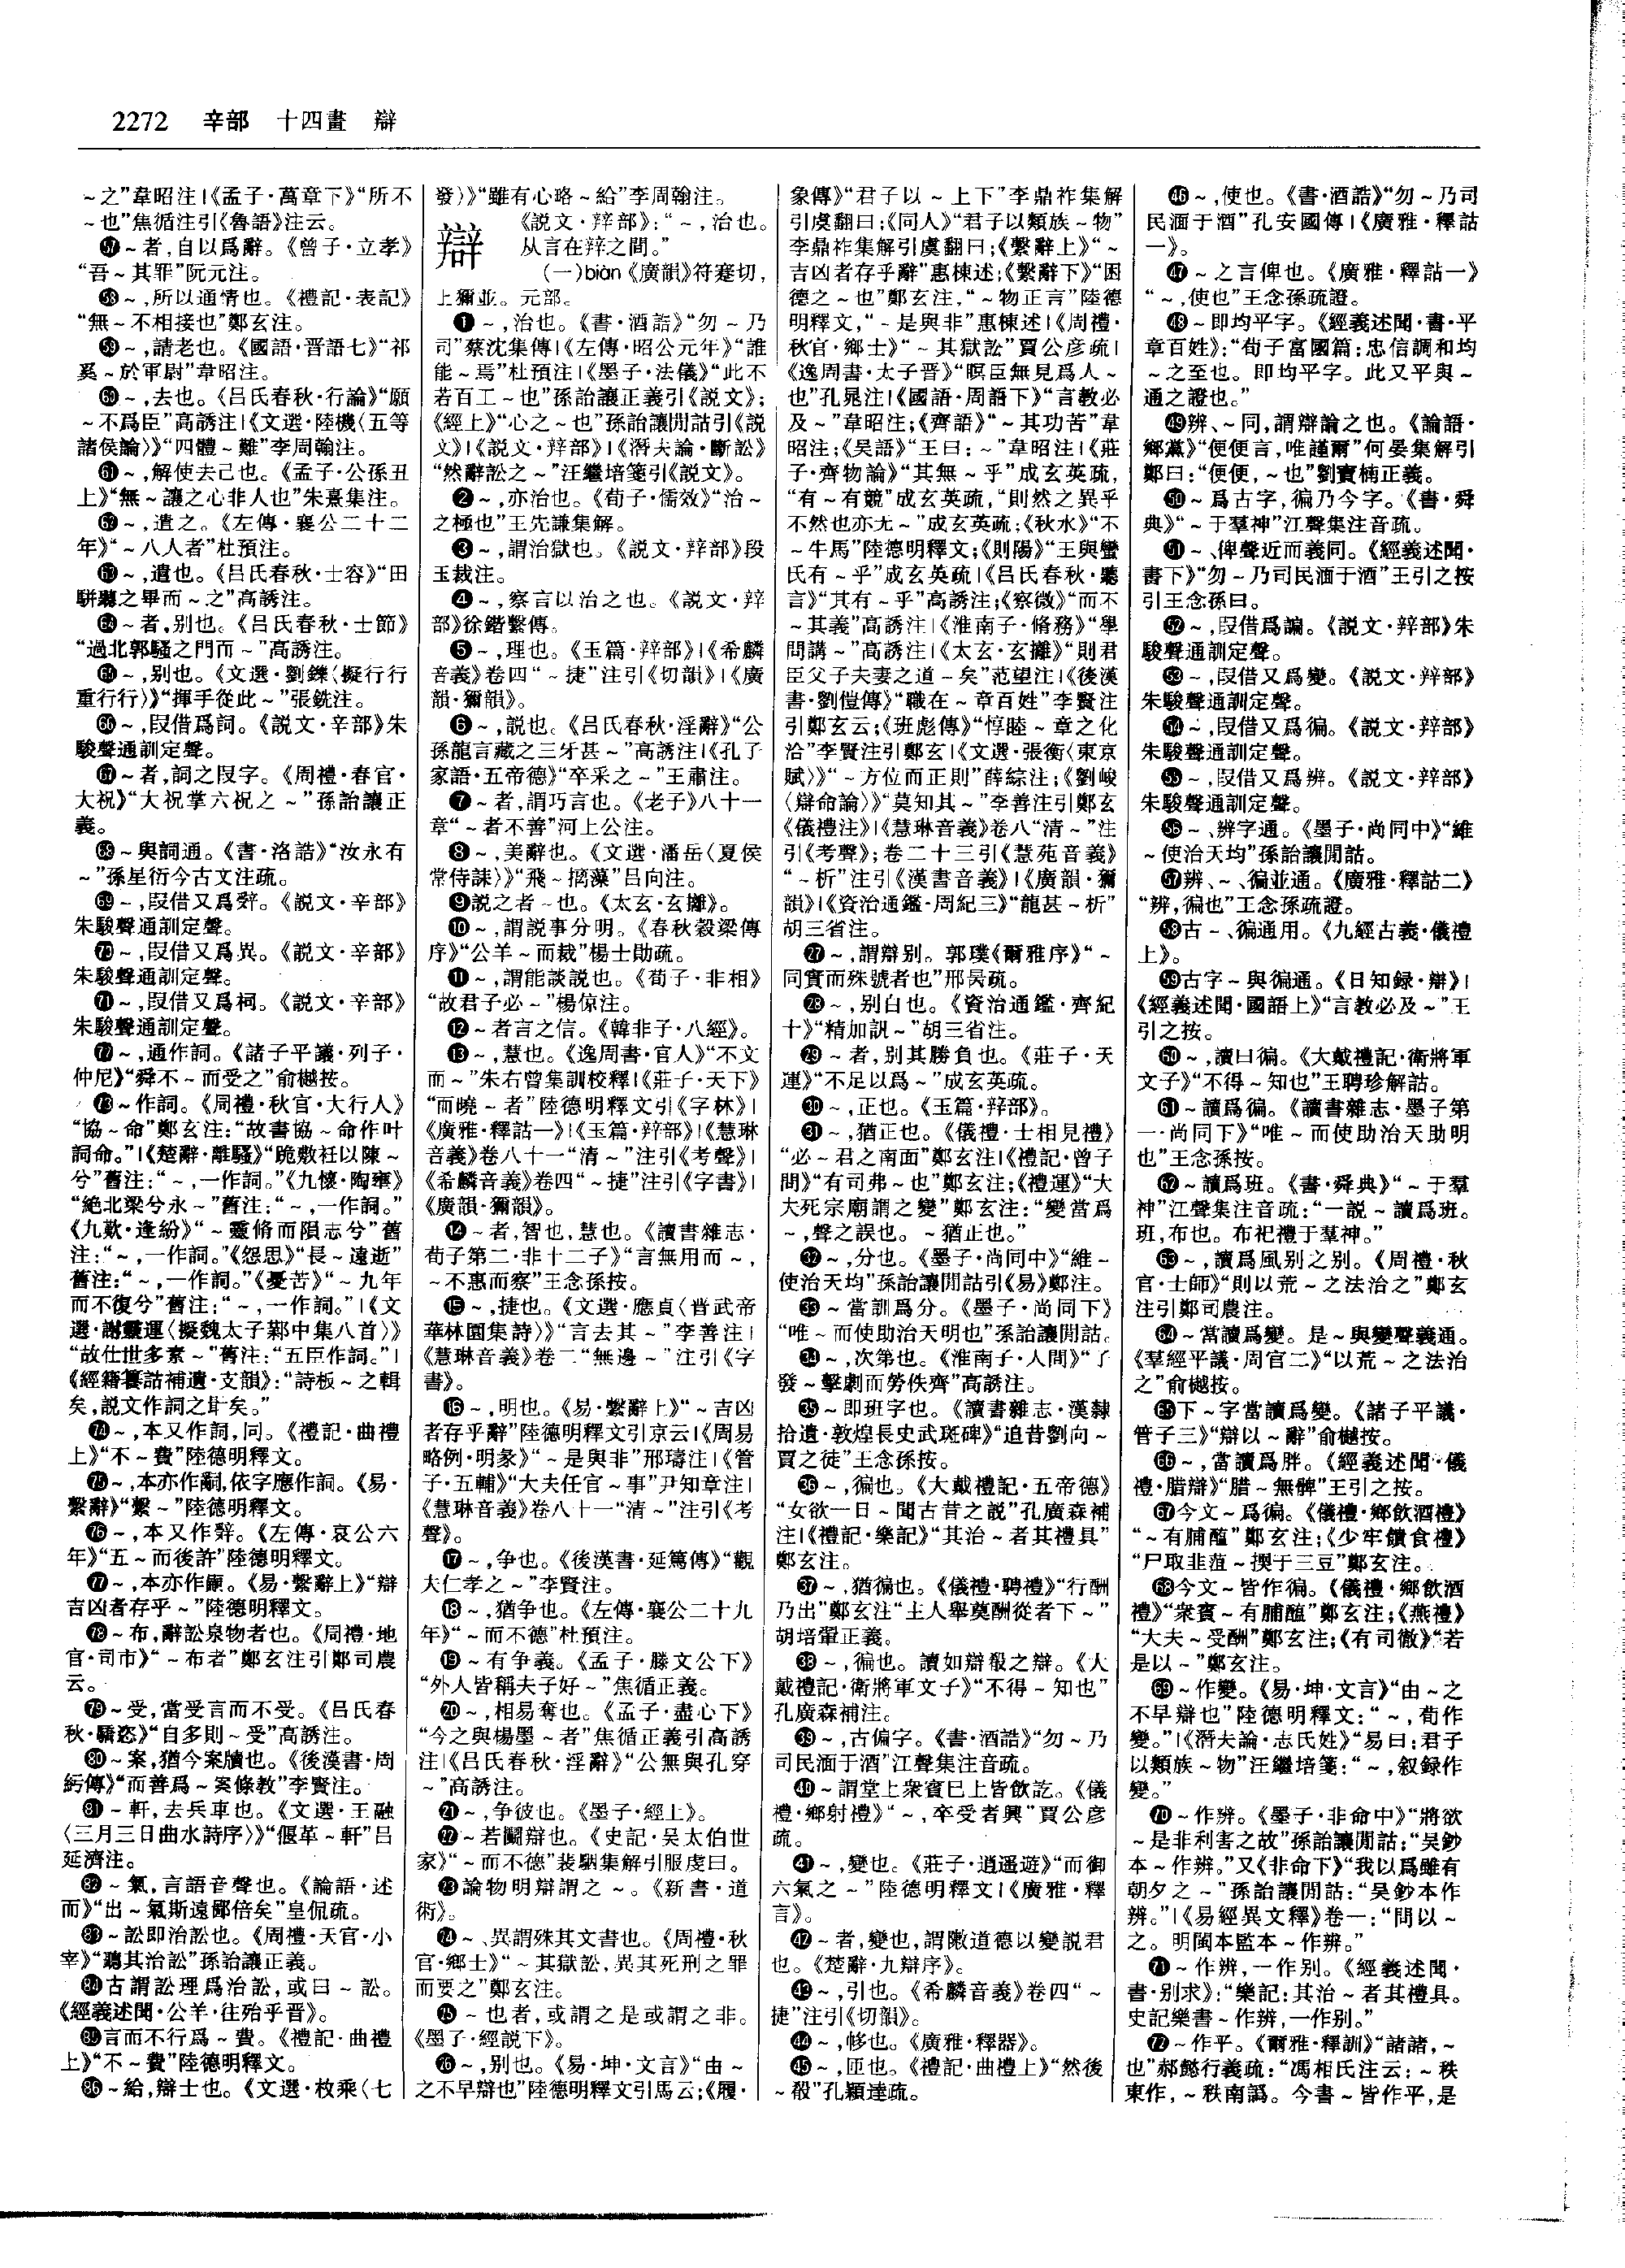 2272 辛部 十四畫 辯
～之”韋昭注|《孟子·萬章下》“所不
～也”焦循注引《魯語》注云。
57～者,自以爲辭。《曾子·立孝》
“吾～其罪”阮元注。
58～,所以通情也。《禮記·表記》
“無～不相接也”鄭玄注。
59～,請老也。《國語·晋語七》“祁
奚～於軍尉”韋昭注。
60～,去也。《吕氏春秋·行論》“願
～不爲臣”高誘注|《文選·陸機〈五等
諸侯論〉》“四體～難”李周翰注。
61～,解使去己也。《孟子·公孫丑
上》“無～讓之心非人也”朱熹集注。
62～,遣之。《左傳·襄公二十二
年》“～八人者”杜預注。
63～,遣也。《吕氏春秋·士容》“田
駢聽之畢而～之”高誘注。
64～者,别也。《吕氏春秋·士節》
“過北郭騷之門而～”高誘注。
65～,别也。《文選·劉鑠〈擬行行
重行行〉》“揮手從此～”張銑注。
66～,叚借爲詞。《説文·辛部》朱
駿聲通訓定聲。
67～者,詞之叚字。《周禮·春官·
大祝》“大祝掌六祝之～”孫詒讓正
義。
68～與詞通。《書·洛誥》“汝永有
～”孫星衍今古文注疏。
69～,叚借又爲辤。《説文·辛部》
朱駿聲通訓定聲。
70～,叚借又爲異。《説文·辛部》
朱駿聲通訓定聲。
71～,叚借又爲祠。《説文·辛部》
朱駿聲通訓定聲。
72～,通作詞。《諸子平議·列子·
仲尼》“舜不～而受之”俞樾按。
73～作詞。《周禮·秋官·大行人》
“協～命”鄭玄注:“故書協～命作叶
詞命。”|《楚辭·離騷》“跪敷衽以陳～
兮”舊注:“～,一作詞。”《九懷·陶壅》
“絶北梁兮永～”舊注:“～,一作詞。”
《九歎·逢紛》“～靈脩而隕志兮”舊
注:“～,一作詞。”《怨思》“長～遠逝”
舊注:“～,一作詞。”《憂苦》“～九年
而不復兮”舊注:“～,一作詞。”|《文
選·謝靈運〈擬魏太子鄴中集八首〉》
“故仕世多素～”舊注:“五臣作詞。”|
《經籍籑詁補遺·支韻》:“詩板～之輯
矣,説文作詞之計矣。”
74～,本又作詞,同。《禮記·曲禮
上》“不～費”陸德明釋文。
75～,本亦作嗣,依字應作詞。《易·
繫辭》“繫～”陸德明釋文。
76～,本又作辤。《左傳·哀公六
年》“五～而後許”陸德明釋文。
77～,本亦作嗣。《易·繫辭上》“辯
吉凶者存乎～”陸德明釋文。
78～布,辭訟泉物者也。《周禮·地
官·司市》“～布者”鄭玄注引鄭司農
云。
79～受,當受言而不受。《吕氏春
秋·驕恣》“自多則～受”高誘注。
80～案,猶今案牘也。《後漢書·周
紆傳》“而善爲～案條教”李賢注。
81～軒,去兵車也。《文選·王融
〈三月三日曲水詩序〉》“偃革～軒”吕
延濟注。
82～氣,言語音聲也。《論語·述
而》“出～氣斯遠鄙倍矣”皇侃疏。
83～訟即治訟也。《周禮·天官·小
宰》“聽其治訟”孫詒讓正義。
84古謂訟理爲治訟,或曰～訟。
《經義述聞·公羊·往殆乎晋》。
85言而不行爲～費。《禮記·曲禮
上》“不～費”陸德明釋文。
86～給,辯士也。《文選·枚乘〈七
發〉》“雖有心略～給”李周翰注。
辯
《説文·辡部》:“～,治也。
从言在辡之間。”
(一)biàn《廣韻》符蹇切,
上獮並。元部。
1～,治也。《書·酒誥》“勿～乃
司”蔡沈集傳|《左傳·昭公元年》“誰
能～焉”杜預注|《墨子·法儀》“此不
若百工～也”孫詒讓正義引《説文》;
《經上》“心之～也”孫詒讓閒詁引《説
文》|《説文·辡部》|《潛夫論·斷訟》
“然辭訟之～”汪繼培箋引《説文》。
2～,亦治也。《荀子·儒效》“治～
之極也”王先謙集解。
3～,謂治獄也。《説文·辡部》段
玉裁注。
4～,察言以治之也。《説文·辡
部》徐鍇繫傳。
5～,理也。《玉篇·辡部》|《希麟
音義》卷四“～捷”注引《切韻》|《廣
韻·獮韻》。
6～,説也。《吕氏春秋·淫辭》“公
孫龍言藏之三牙甚～”高誘注|《孔子
家語·五帝德》“卒采之～”王肅注。
7～者,謂巧言也。《老子》八十一
章“～者不善”河上公注。
8～,美辭也。《文選·潘岳〈夏侯
常侍誄〉》“飛～摛藻”吕向注。
9説之者～也。《太玄·玄攡》。
10～,謂説事分明。《春秋穀梁傳
序》“公羊～而裁”楊士勛疏。
11～,謂能談説也。《荀子·非相》
“故君子必～”楊倞注。
12～者言之信。《韓非子·八經》。
13～,慧也。《逸周書·官人》“不文
而～”朱右曾集訓校釋|《莊子·天下》
“而曉～者”陸德明釋文引《字林》|
《廣雅·釋詁一》|《玉篇·辡部》|《慧琳
音義》卷八十一“清～”注引《考聲》|
《希麟音義》卷四“～捷”注引《字書》|
《廣韻·獮韻》。
14～者,智也,慧也。《讀書雜志·
荀子第二·非十二子》“言無用而～,
～不惠而察”王念孫按。
15～,捷也。《文選·應貞〈晋武帝
華林園集詩〉》“言去其～”李善注|
《慧琳音義》卷二“無邊～”注引《字
書》。
16～,明也。《易·繫辭上》“～吉凶
者存乎辭”陸德明釋文引京云|《周易
略例·明彖》“～是與非”邢璹注|《管
子·五輔》“大夫任官～事”尹知章注|
《慧琳音義》卷八十一“清～”注引《考
聲》。
17～,争也。《後漢書·延篤傳》“觀
夫仁孝之～”李賢注。
18～,猶争也。《左傳·襄公二十九
年》“～而不德”杜預注。
19～有争義。《孟子·滕文公下》
“外人皆稱夫子好～”焦循正義。
20～,相易奪也。《孟子·盡心下》
“今之與楊墨～者”焦循正義引高誘
注|《吕氏春秋·淫辭》“公無與孔穿
～”高誘注。
21～,争彼也。《墨子·經上》。
22～若鬭辯也。《史記·吴太伯世
家》“～而不德”裴駰集解引服虔曰。
23論物明辯謂之～。《新書·道
術》。
24～、異謂殊其文書也。《周禮·秋
官·鄉士》“～其獄訟,異其死刑之罪
而要之”鄭玄注。
25～也者,或謂之是或謂之非。
《墨子·經説下》。
26～,别也。《易·坤·文言》“由～
之不早辯也”陸德明釋文引馬云;《履·
象傳》“君子以～上下”李鼎祚集解
引虞翻曰;《同人》“君子以類族～物”
李鼎祚集解引虞翻曰;《繫辭上》“～
吉凶者存乎辭”惠棟述;《繫辭下》“困
德之～也”鄭玄注,“～物正言”陸德
明釋文,“～是與非”惠棟述|《周禮·
秋官·鄉士》“～其獄訟”賈公彦疏|
《逸周書·太子晋》“瞑臣無見爲人～
也”孔晁注|《國語·周語下》“言教必
及～”韋昭注;《齊語》“～其功苦”韋
昭注;《吴語》“王曰:～”韋昭注|《莊
子·齊物論》“其無～乎”成玄英疏,
“有～有競”成玄英疏,“則然之異乎
不然也亦无～”成玄英疏;《秋水》“不
～牛馬”陸德明釋文;《則陽》“王與蠻
氏有～乎”成玄英疏|《吕氏春秋·聽
言》“其有～乎”高誘注;《察微》“而不
～其義”高誘注|《淮南子·脩務》“學
問講～”高誘注|《太玄·玄攡》“則君
臣父子夫妻之道～矣”范望注|《後漢
書·劉愷傳》“職在～章百姓”李賢注
引鄭玄云;《班彪傳》“惇睦～章之化
洽”李賢注引鄭玄|《文選·張衡〈東京
賦〉》“～方位而正則”薛綜注;《劉峻
〈辯命論〉》“莫知其～”李善注引鄭玄
《儀禮注》|《慧琳音義》卷八“清～”注
引《考聲》;卷二十三引《慧苑音義》
“～析”注引《漢書音義》|《廣韻·獮
韻》|《資治通鑑·周紀三》“龍甚～析”
胡三省注。
27～,謂辯别。郭璞《爾雅序》“～
同實而殊號者也”邢昺疏。
28～,别白也。《資治通鑑·齊紀
十》“精加訊～”胡三省注。
29～者,别其勝負也。《莊子·天
運》“不足以爲～”成玄英疏。
30～,正也。《玉篇·辡部》。
31～,猶正也。《儀禮·士相見禮》
“必～君之南面”鄭玄注|《禮記·曾子
問》“有司弗～也”鄭玄注;《禮運》“大
夫死宗廟謂之變”鄭玄注:“變當爲
～,聲之誤也。～猶正也。”
32～,分也。《墨子·尚同中》“維～
使治天均”孫詒讓閒詁引《易》鄭注。
33～當訓爲分。《墨子·尚同下》
“唯～而使助治天明也”孫詒讓閒詁。
34～,次第也。《淮南子·人間》“子
發～擊劇而勞佚齊”高誘注。
35～即班字也。《讀書雜志·漢隸
拾遺·敦煌長史武斑碑》“追昔劉向～
賈之徒”王念孫按。
36～,徧也。《大戴禮記·五帝德》
“女欲一日～聞古昔之説”孔廣森補
注|《禮記·樂記》“其治～者其禮具”
鄭玄注。
37～,猶徧也。《儀禮·聘禮》“行酬
乃出”鄭玄注“主人舉奠酬從者下～”
胡培翬正義。
38～,徧也。讀如辯殽之辯。《大
戴禮記·衛將軍文子》“不得～知也”
孔廣森補注。
39～,古偏字。《書·酒誥》“勿～乃
司民湎于酒”江聲集注音疏。
40～謂堂上衆賓已上皆飲訖。《儀
禮·鄉射禮》“～,卒受者興”賈公彦
疏。
41～,變也。《莊子·逍遥遊》“而御
六氣之～”陸德明釋文|《廣雅·釋
言》。
42～者,變也,謂敶道德以變説君
也。《楚辭·九辯序》。
43～,引也。《希麟音義》卷四“～
捷”注引《切韻》。
44～,㡋也。《廣雅·釋器》。
45～,匝也。《禮記·曲禮上》“然後
～殽”孔穎達疏。
46～,使也。《書·酒誥》“勿～乃司
民湎于酒”孔安國傳|《廣雅·釋詁
一》。
47～之言俾也。《廣雅·釋詁一》
“～,使也”王念孫疏證。
48～即均平字。《經義述聞·書·平
章百姓》:“荀子富國篇:忠信調和均
～之至也。即均平字。此又平與～
通之證也。”
49辨、～同,謂辯論之也。《論語·
鄉黨》“便便言,唯謹爾”何晏集解引
鄭曰:“便便,～也”劉寶楠正義。
50～爲古字,徧乃今字。《書·舜
典》“～于羣神”江聲集注音疏。
51～、俾聲近而義同。《經義述聞·
書下》“勿～乃司民湎于酒”王引之按
引王念孫曰。
52～,叚借爲諞。《説文·辡部》朱
駿聲通訓定聲。
53～,叚借又爲變。《説文·辡部》
朱駿聲通訓定聲。
54～,叚借又爲徧。《説文·辡部》
朱駿聲通訓定聲。
55～,叚借又爲辨。《説文·辡部》
朱駿聲通訓定聲。
56～、辨字通。《墨子·尚同中》“維
～使治天均”孫詒讓閒詁。
57辨、～、徧並通。《廣雅·釋詁二》
“辨,徧也”王念孫疏證。
58古～、徧通用。《九經古義·儀禮
上》。
59古字～與徧通。《日知録·辯》|
《經義述聞·國語上》“言教必及～”王
引之按。
60～,讀曰徧。《大戴禮記·衛將軍
文子》“不得～知也”王聘珍解詁。
61～讀爲徧。《讀書雜志·墨子第
一·尚同下》“唯～而使助治天助明
也”王念孫按。
62～讀爲班。《書·舜典》“～于羣
神”江聲集注音疏:“一説～讀爲班。
班,布也。布祀禮于羣神。”
63～,讀爲風别之别。《周禮·秋
官·士師》“則以荒～之法治之”鄭玄
注引鄭司農注。
64～當讀爲變。是～與變聲義通。
《羣經平議·周官二》“以荒～之法治
之”俞樾按。
65下～字當讀爲變。《諸子平議·
管子三》“辯以～辭”俞樾按。
66～,當讀爲胖。《經義述聞·儀
禮·腊辯》“腊～無髀”王引之按。
67今文～爲徧。《儀禮·鄉飲酒禮》
“～有脯醢”鄭玄注;《少牢饋食禮》
“尸取韭菹～㨎于三豆”鄭玄注。
68今文～皆作徧。《儀禮·鄉飲酒
禮》“衆賓～有脯醢”鄭玄注;《燕禮》
“大夫～受酬”鄭玄注;《有司徹》“若
是以～”鄭玄注。
69～作變。《易·坤·文言》“由～之
不早辯也”陸德明釋文:“～,荀作
變。”|《潛夫論·志氏姓》“易曰:君子
以類族～物”汪繼培箋:“～,叙録作
變。”
70～作辨。《墨子·非命中》“將欲
～是非利害之故”孫詒讓閒詁:“吴鈔
本～作辨。”又《非命下》“我以爲雖有
朝夕之～”孫詒讓閒詁:“吴鈔本作
辨。”|《易經異文釋》卷一:“問以～
之。明閩本監本～作辨。”
71～作辨,一作别。《經義述聞·
書·别求》:“樂記:其治～者其禮具。
史記樂書～作辨,一作别。”
72～作平。《爾雅·釋訓》“諸諸,～
也”郝懿行義疏:“馮相氏注云:～秩
東作,～秩南譌。今書～皆作平,是